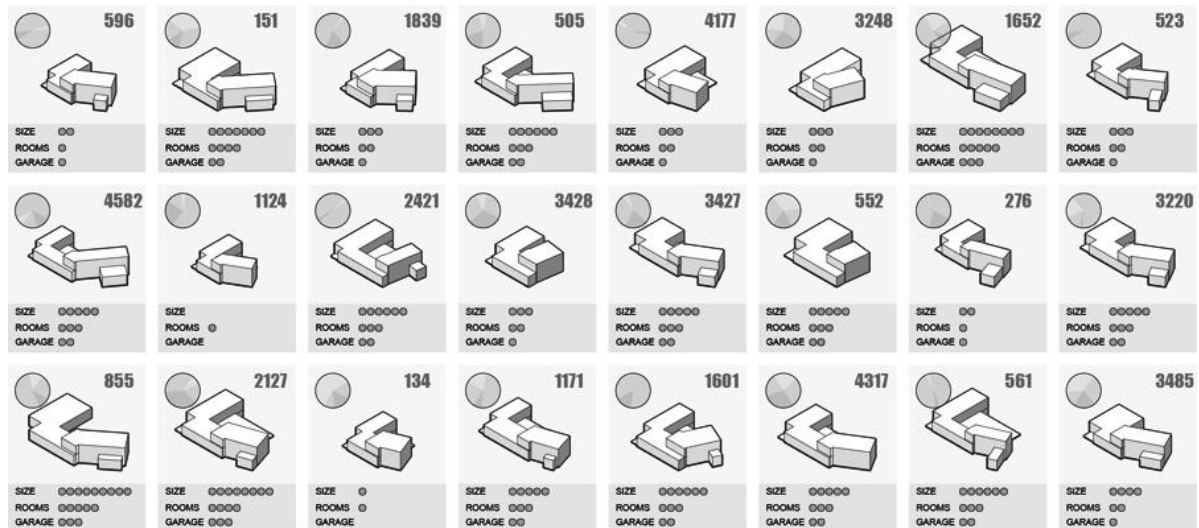 596 151 1839 505 4177 3248 1652 523
SIZE SIZE SIZE SIZE SIZE SIZE SIZE SIZE
ROOMS ROOMS ROOMS ROOMS ROOMS ROOMS ROOMS ROOMS
GARAGE GARAGE GARAGE GARAGE GARAGE GARAGE GARAGE GARAGE
4582 1124 2421 3428 3427 552 276 3220
SIZE SIZE SIZE SIZE SIZE SIZE SIZE SIZE
ROOMS ROOMS ROOMS ROOMS ROOMS ROOMS ROOMS ROOMS
GARAGE GARAGE GARAGE GARAGE GARAGE GARAGE GARAGE GARAGE
855 2127 134 1171 1601 4317 561 3485
SIZE SIZE SIZE SIZE SIZE SIZE SIZE SIZE
ROOMS ROOMS ROOMS ROOMS ROOMS ROOMS ROOMS ROOMS
GARAGE GARAGE GARAGE GARAGE GARAGE GARAGE GARAGE GARAGE